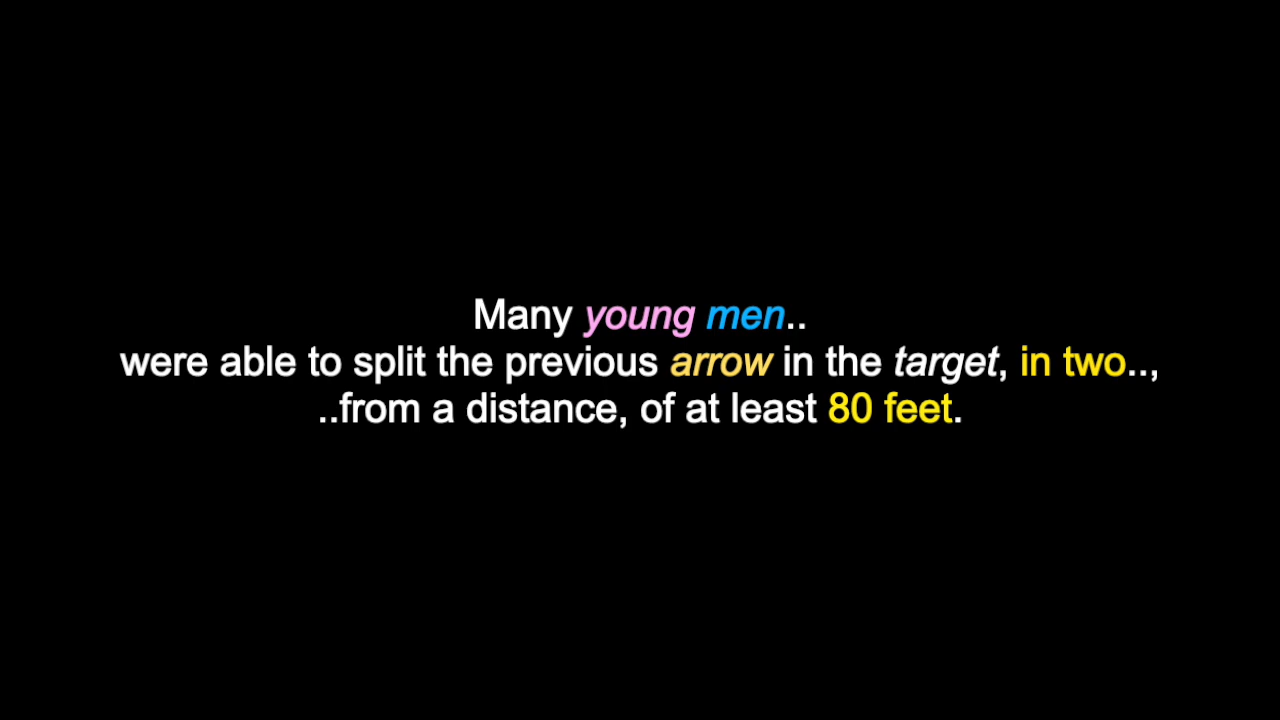 Many young men..
were able to split the previous arrow in the target, in two..,
..from a distance, of at least 80 feet.